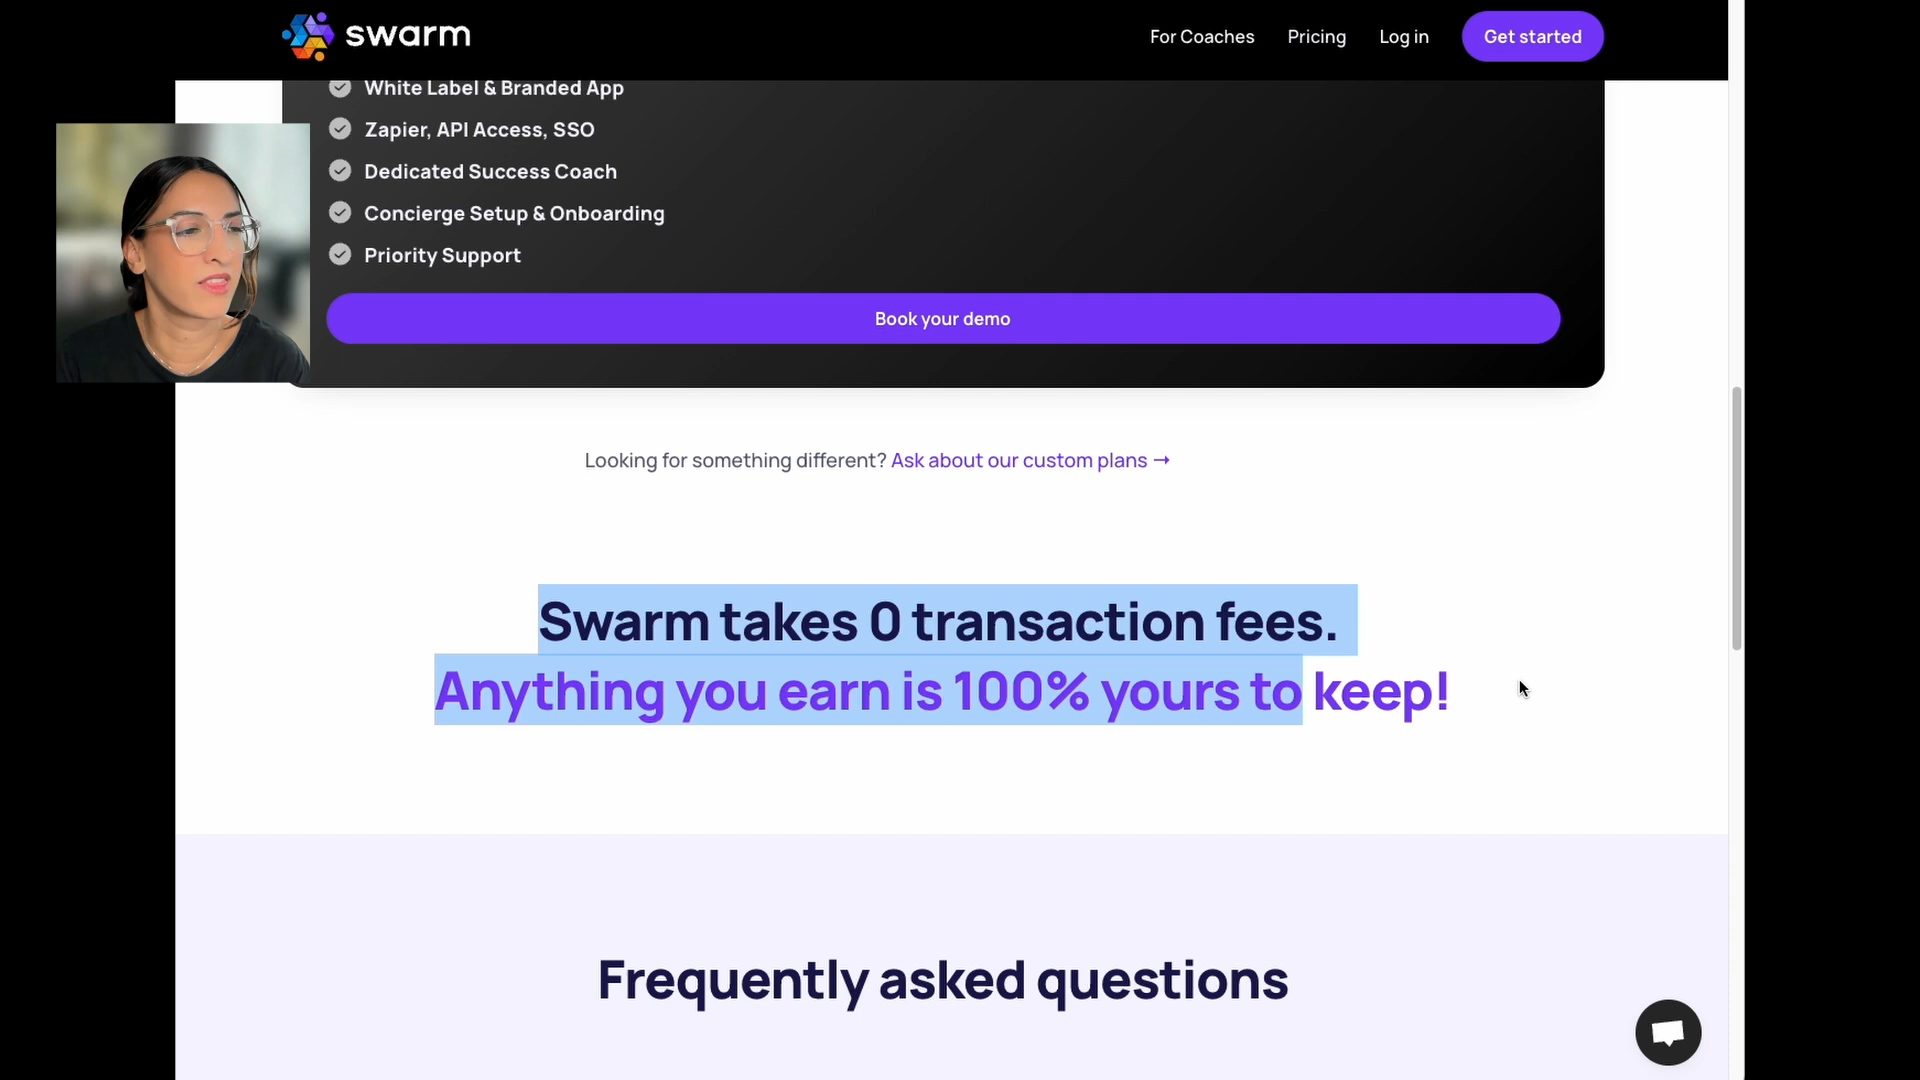 swarm
For Coaches
Pricing
Log in
Get started
White Label & Branded App
Zapier, API Access, SSO
Dedicated Success Coach
Concierge Setup & Onboarding
Priority Support
Book your demo
Looking for something different? Ask about our custom plans →
Swarm takes 0 transaction fees.
Anything you earn is 100% yours to keep!
Frequently asked questions